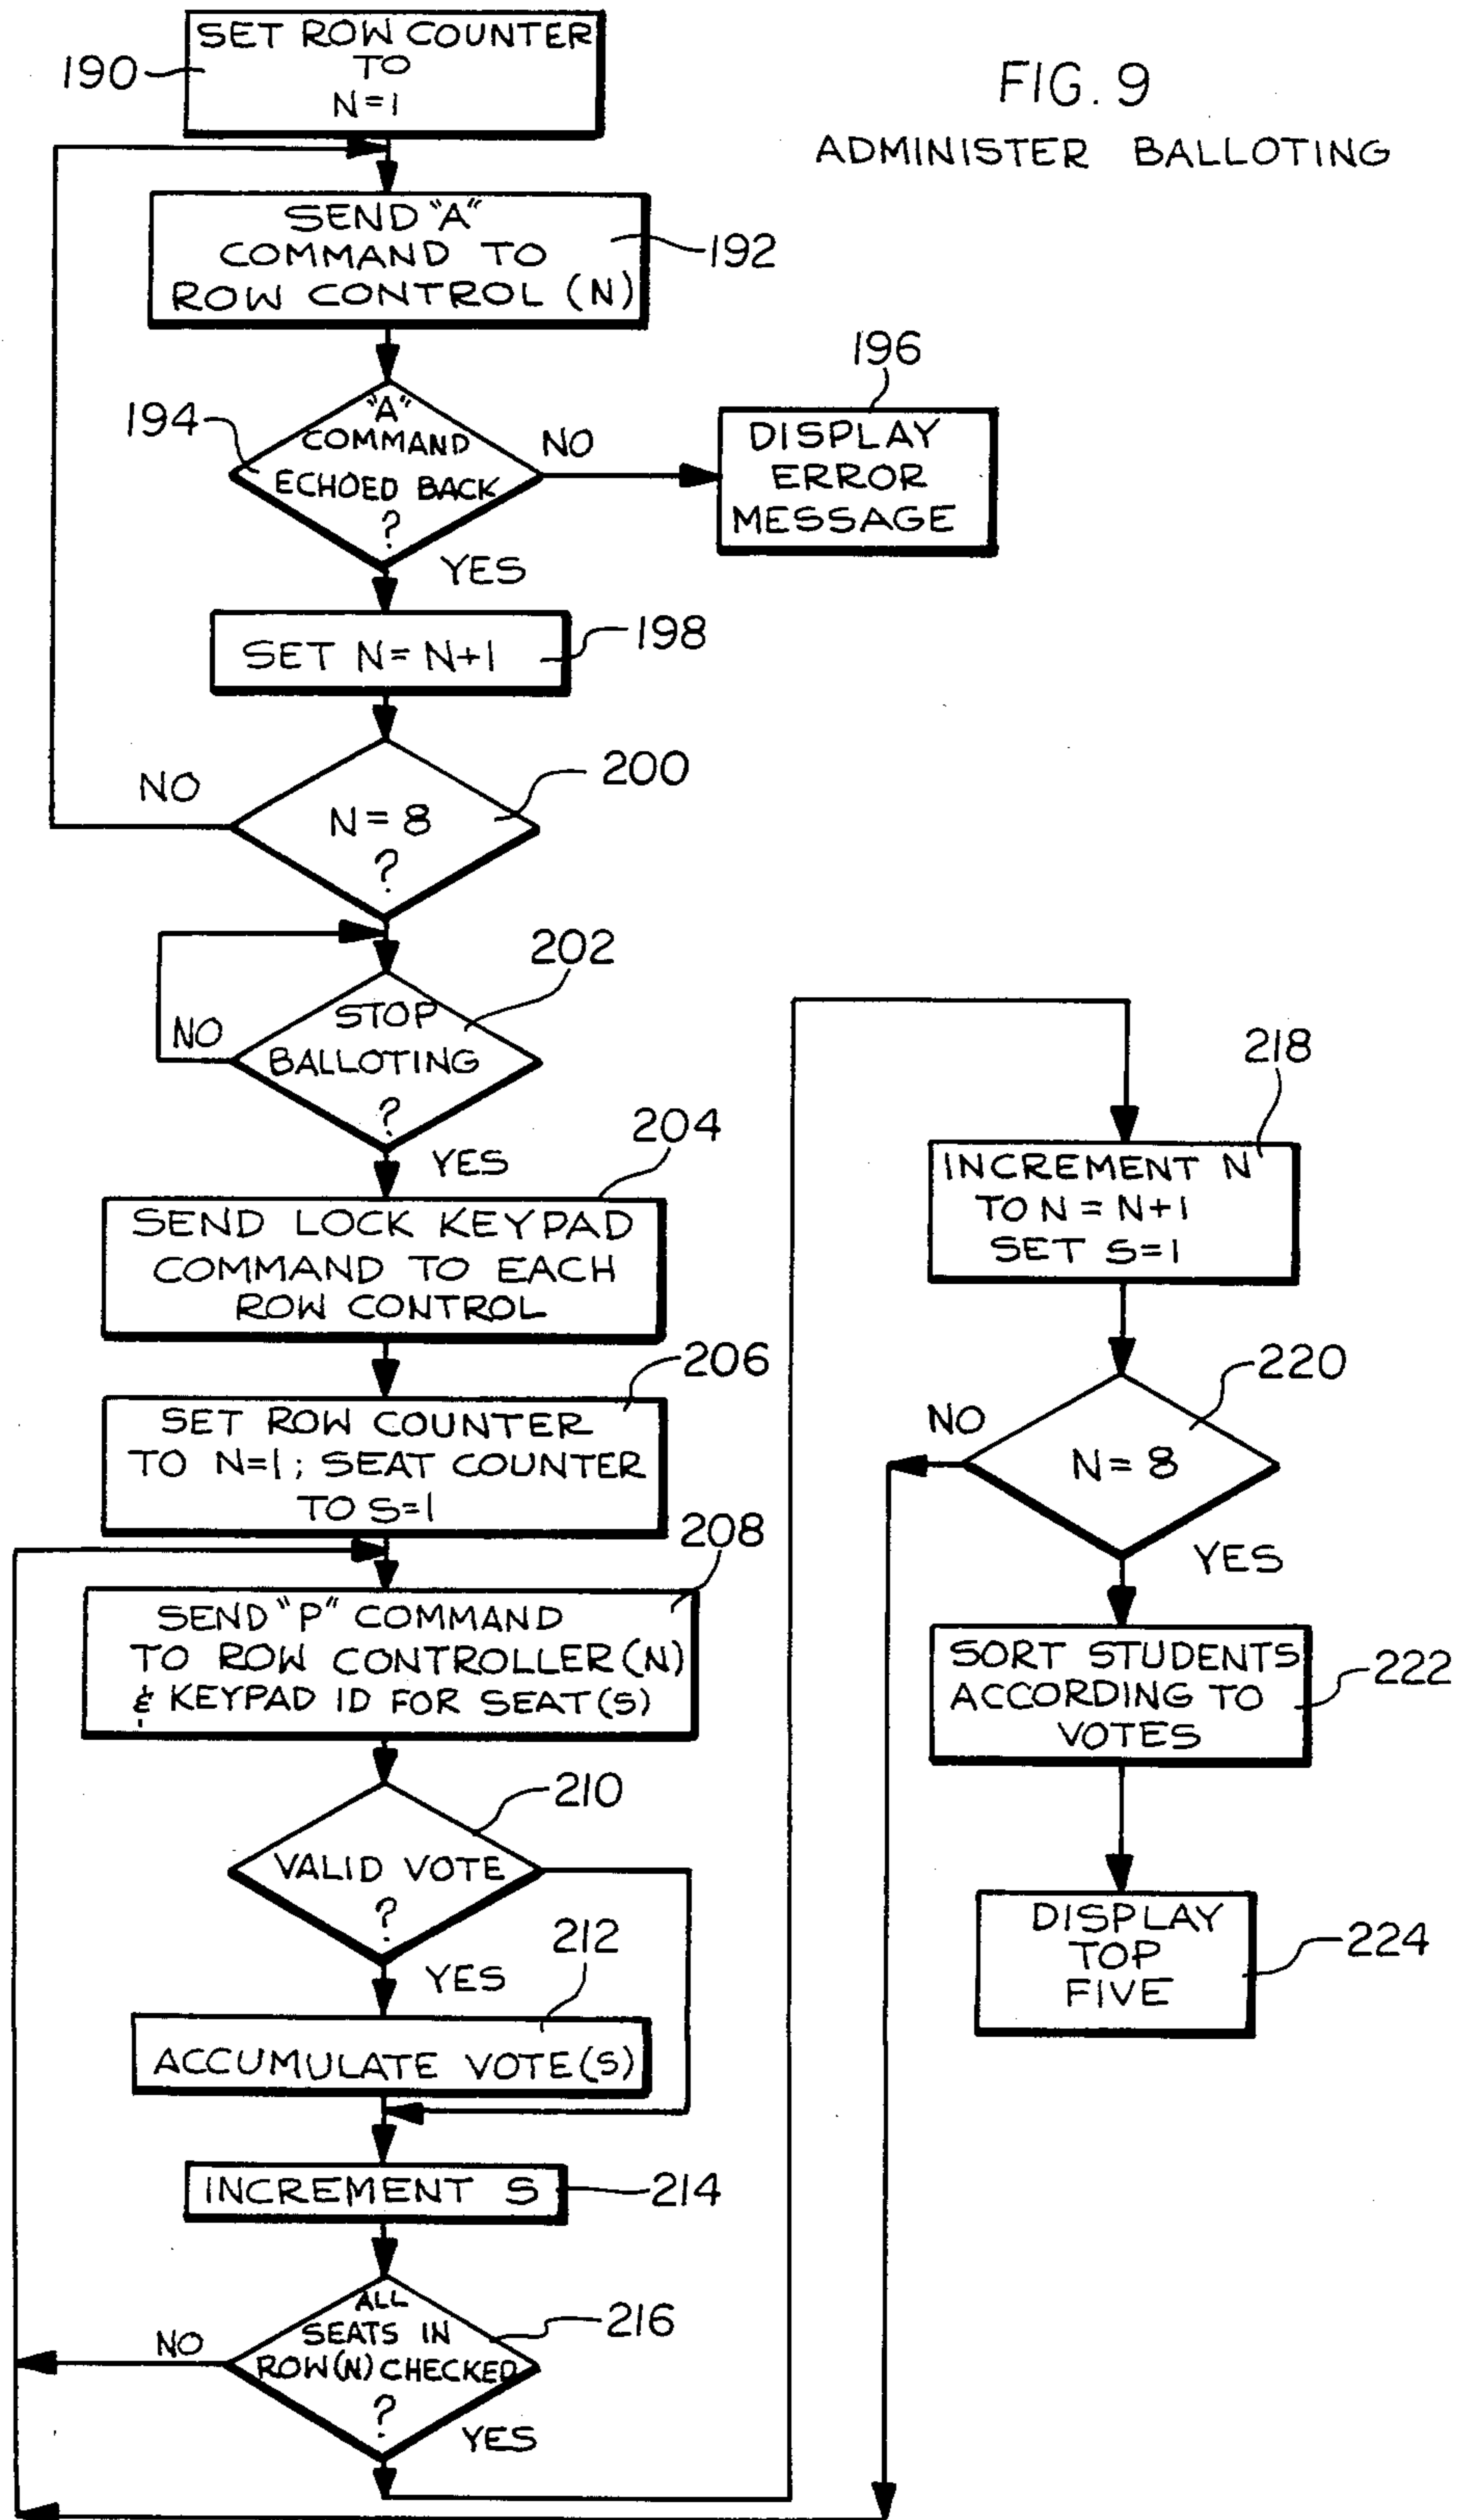 FIG. 9
ADMINISTER BALLOTING
SET ROW COUNTER
TO
N=1
190
SEND "A"
COMMAND TO
ROW CONTROL (N)
192
"A"
COMMAND
ECHOED BACK
?
194
NO
YES
196
DISPLAY
ERROR
MESSAGE
SET N= N+1
198
N= 8
?
200
NO
STOP
BALLOTING
?
202
NO
YES
204
SEND LOCK KEYPAD
COMMAND TO EACH
ROW CONTROL
206
SET ROW COUNTER
TO N=1; SEAT COUNTER
TO S=1
208
SEND "P" COMMAND
TO ROW CONTROLLER(N)
& KEYPAD ID FOR SEAT(S)
210
VALID VOTE
?
YES
212
ACCUMULATE VOTE(S)
INCREMENT S
214
ALL
SEATS IN
ROW(N) CHECKED
?
216
NO
YES
218
INCREMENT N
TO N= N+1
SET S=1
220
N= 8
NO
YES
SORT STUDENTS
ACCORDING TO
VOTES
222
DISPLAY
TOP
FIVE
224